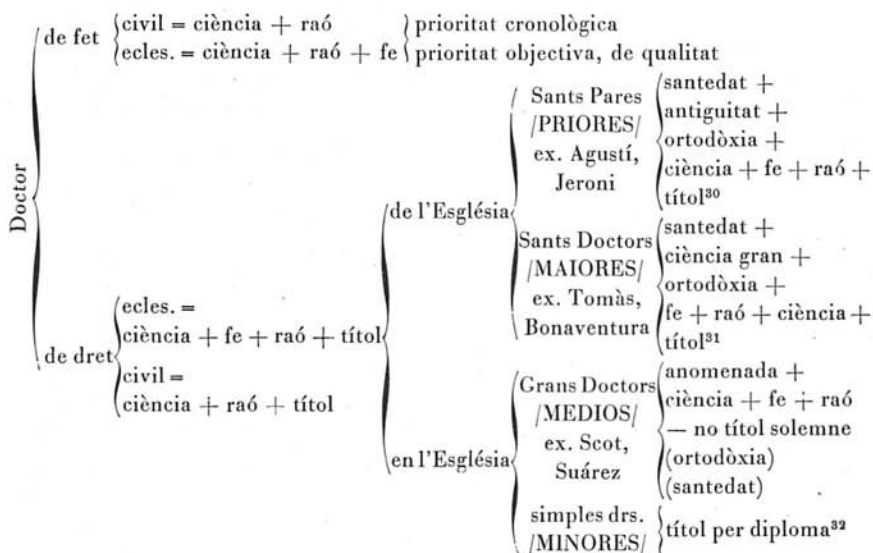 Doctor
de fet
civil = ciència + raó
ecles. = ciència + raó + fe
prioritat cronològica
prioritat objectiva, de qualitat
de dret
ecles. =
ciència + fe + raó + títol
civil =
ciència + raó + títol
de l'Església
Sants Pares
/PRIORES/
ex. Agustí,
Jeroni
santedat +
antiguitat +
ortodòxia +
ciència + fe + raó +
títol³⁰
Sants Doctors
/MAIORES/
ex. Tomàs,
Bonaventura
santedat +
ciència gran +
ortodòxia +
fe + raó + ciència +
títol³¹
en l'Església
Grans Doctors
/MEDIOS/
ex. Scot,
Suárez
anomenada +
ciència + fe + raó
— no títol solemne
(ortodòxia)
(santedat)
simples drs.
/MINORES/
títol per diploma³²